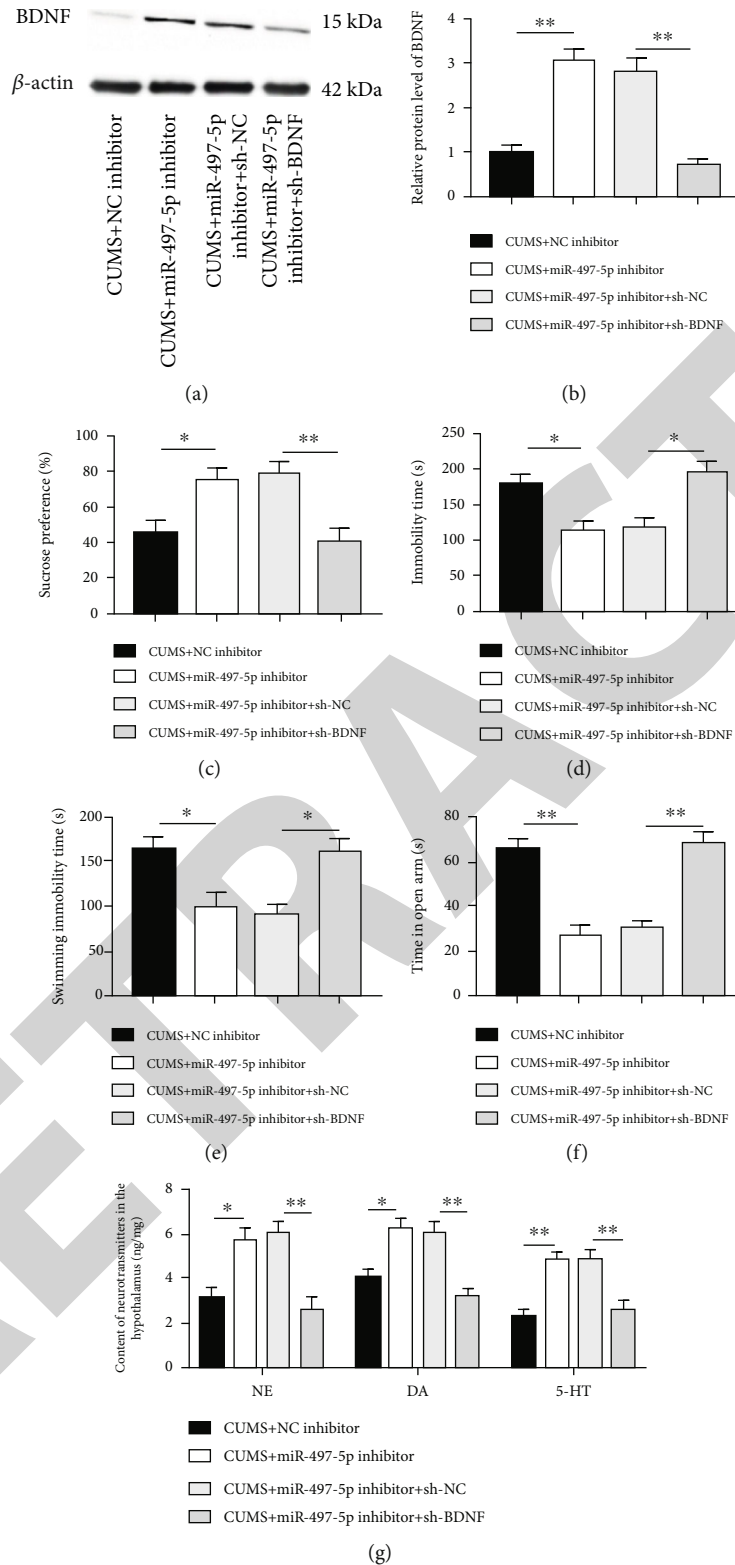 BDNF
15 kDa
β-actin
42 kDa
CUMS+NC inhibitor
CUMS+miR-497-5p inhibitor
CUMS+miR-497-5p
inhibitor+sh-NC
CUMS+miR-497-5p
inhibitor+sh-BDNF
(a)
Relative protein level of BDNF
4
3
2
1
0
**
**
CUMS+NC inhibitor
CUMS+miR-497-5p inhibitor
CUMS+miR-497-5p inhibitor+sh-NC
CUMS+miR-497-5p inhibitor+sh-BDNF
(b)
Sucrose preference (%)
100
80
60
40
20
0
*
**
CUMS+NC inhibitor
CUMS+miR-497-5p inhibitor
CUMS+miR-497-5p inhibitor+sh-NC
CUMS+miR-497-5p inhibitor+sh-BDNF
(c)
Immobility time (s)
250
200
150
100
50
0
*
*
CUMS+NC inhibitor
CUMS+miR-497-5p inhibitor
CUMS+miR-497-5p inhibitor+sh-NC
CUMS+miR-497-5p inhibitor+sh-BDNF
(d)
Swimming immobility time (s)
200
150
100
50
0
*
*
CUMS+NC inhibitor
CUMS+miR-497-5p inhibitor
CUMS+miR-497-5p inhibitor+sh-NC
CUMS+miR-497-5p inhibitor+sh-BDNF
(e)
Time in open arm (s)
80
60
40
20
0
**
**
CUMS+NC inhibitor
CUMS+miR-497-5p inhibitor
CUMS+miR-497-5p inhibitor+sh-NC
CUMS+miR-497-5p inhibitor+sh-BDNF
(f)
Content of neurotransmitters in the
hypothalamus (ng/mg)
8
6
4
2
0
*
**
*
**
**
**
NE
DA
5-HT
CUMS+NC inhibitor
CUMS+miR-497-5p inhibitor
CUMS+miR-497-5p inhibitor+sh-NC
CUMS+miR-497-5p inhibitor+sh-BDNF
(g)